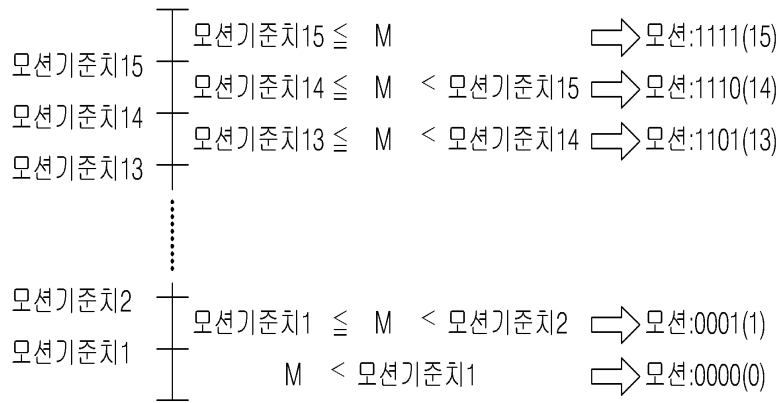 모션기준치15 ≦ M 모션:1111(15)
모션기준치15
모션기준치14 ≦ M < 모션기준치15 모션:1110(14)
모션기준치14
모션기준치13 ≦ M < 모션기준치14 모션:1101(13)
모션기준치13
모션기준치2
모션기준치1 ≦ M < 모션기준치2 모션:0001(1)
모션기준치1
M < 모션기준치1 모션:0000(0)